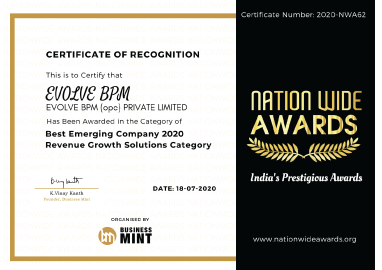 Certificate Number: 2020-NWA62
CERTIFICATE OF RECOGNITION
This is to Certify that
EVOLVE BPM
EVOLVE BPM (opc) PRIVATE LIMITED
Has Been Awarded in the Category of
Best Emerging Company 2020
Revenue Growth Solutions Category
K.Vinay Kanth
Founder, Business Mint
DATE: 18-07-2020
ORGANISED BY
bm BUSINESS
MINT
NATION WIDE
AWARDS
India's Prestigious Awards
www.nationwideawards.org